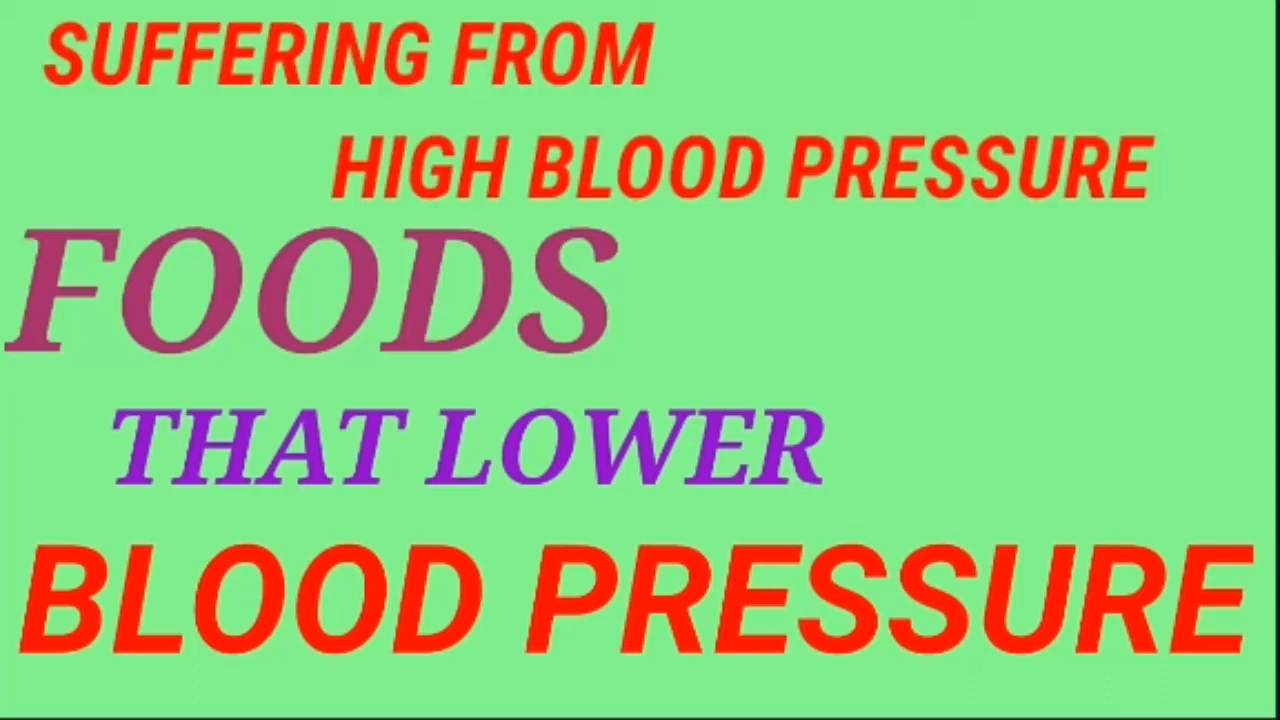 SUFFERING FROM
HIGH BLOOD PRESSURE
FOODS
THAT LOWER
BLOOD PRESSURE